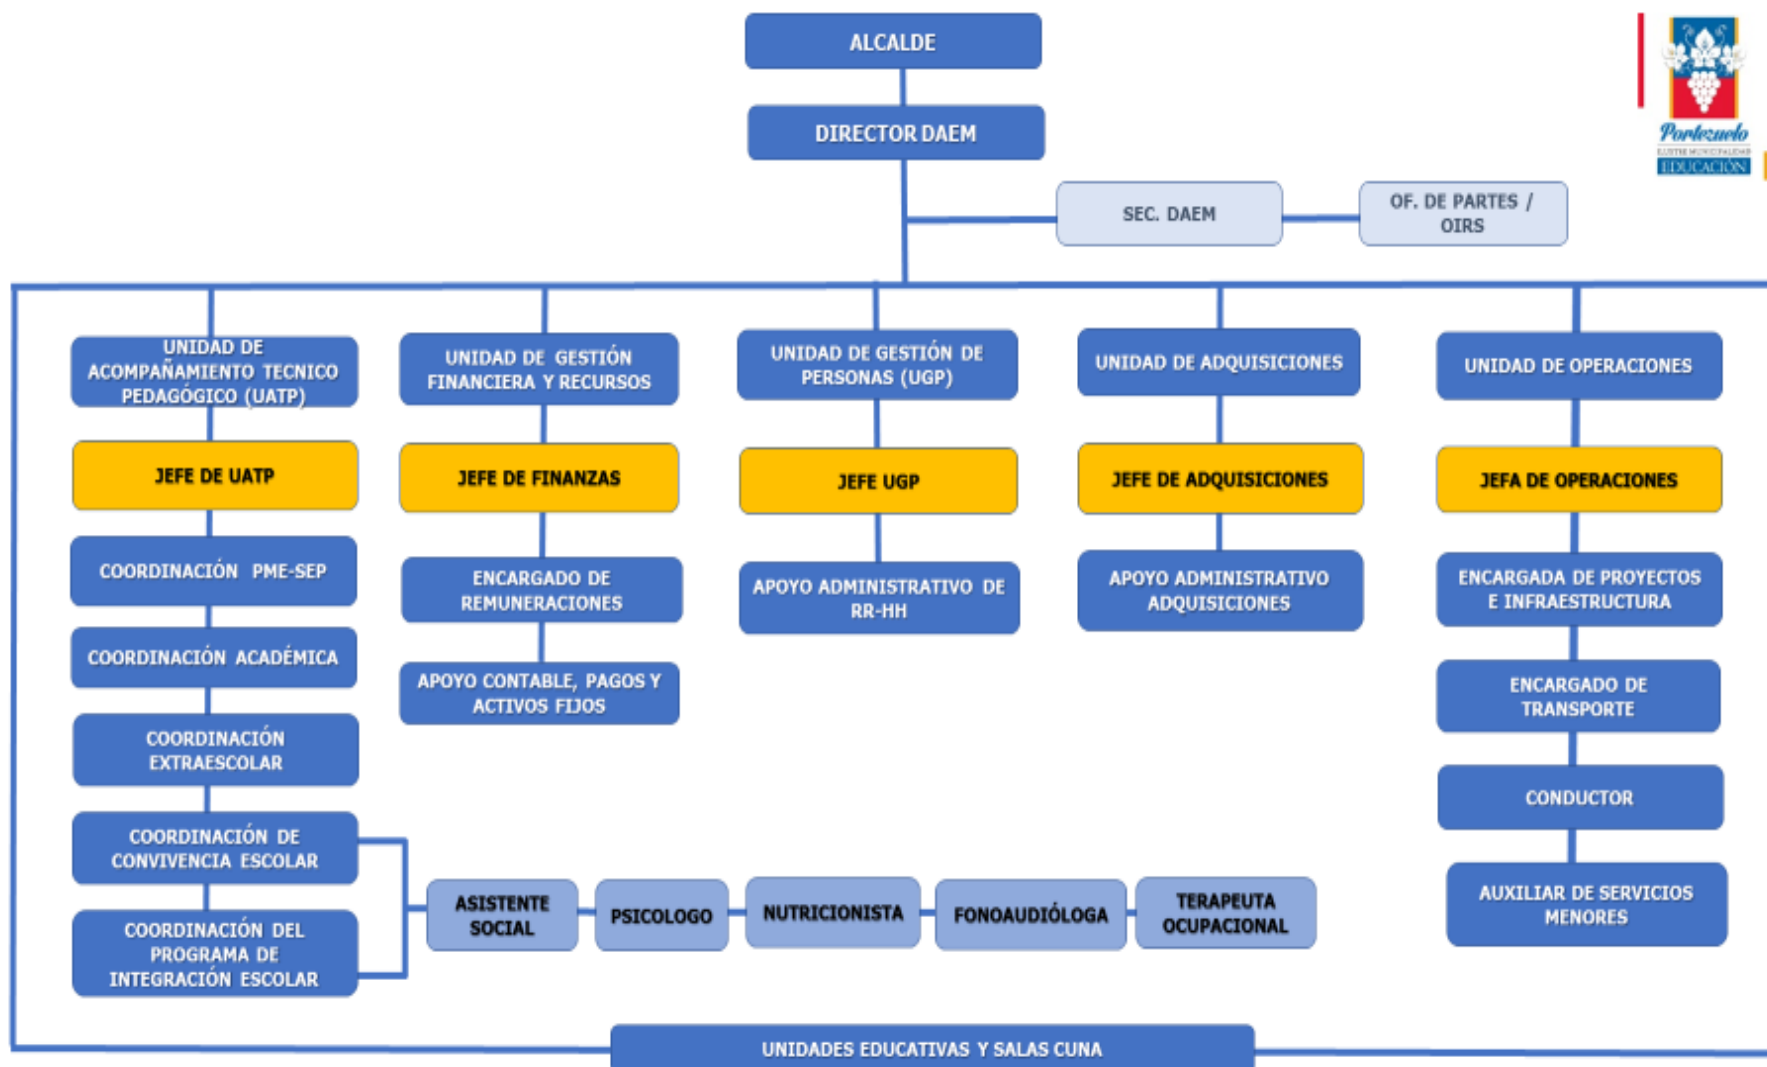 ALCALDE
DIRECTOR DAEM
Portezuelo
ILUSTRE MUNICIPALIDAD
EDUCACIÓN
SEC. DAEM
OF. DE PARTES /
OIRS
UNIDAD DE
ACOMPAÑAMIENTO TECNICO
PEDAGÓGICO (UATP)
JEFE DE UATP
COORDINACIÓN PME-SEP
COORDINACIÓN ACADÉMICA
COORDINACIÓN
EXTRAESCOLAR
COORDINACIÓN DE
CONVIVENCIA ESCOLAR
COORDINACIÓN DEL
PROGRAMA DE
INTEGRACIÓN ESCOLAR
ASISTENTE
SOCIAL
PSICOLOGO
NUTRICIONISTA
FONOAUDIÓLOGA
TERAPEUTA
OCUPACIONAL
UNIDAD DE GESTIÓN
FINANCIERA Y RECURSOS
JEFE DE FINANZAS
ENCARGADO DE
REMUNERACIONES
APOYO CONTABLE, PAGOS Y
ACTIVOS FIJOS
UNIDAD DE GESTIÓN DE
PERSONAS (UGP)
JEFE UGP
APOYO ADMINISTRATIVO DE
RR-HH
UNIDAD DE ADQUISICIONES
JEFE DE ADQUISICIONES
APOYO ADMINISTRATIVO
ADQUISICIONES
UNIDAD DE OPERACIONES
JEFA DE OPERACIONES
ENCARGADA DE PROYECTOS
E INFRAESTRUCTURA
ENCARGADO DE
TRANSPORTE
CONDUCTOR
AUXILIAR DE SERVICIOS
MENORES
UNIDADES EDUCATIVAS Y SALAS CUNA